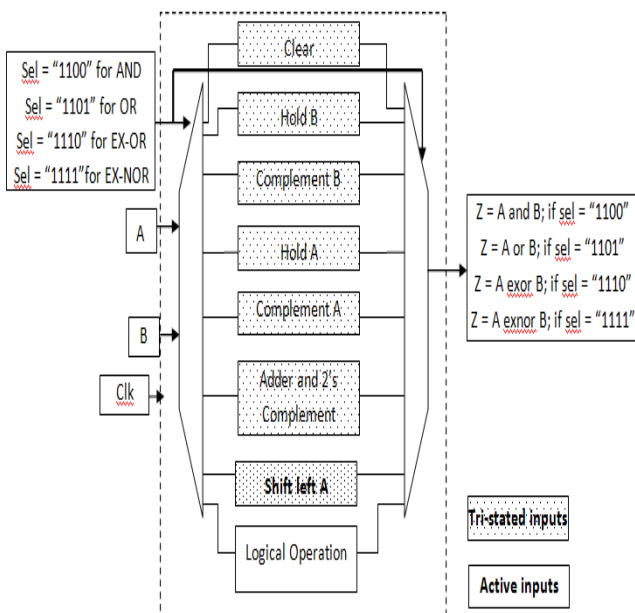 Sel = “1100” for AND
Sel = “1101” for OR
Sel = “1110” for EX-OR
Sel = “1111”for EX-NOR
A
B
Clk
Clear
Hold B
Complement B
Hold A
Complement A
Adder and 2's
Complement
Shift left A
Logical Operation
Z = A and B; if sel = “1100”
Z = A or B; if sel = “1101”
Z = A exor B; if sel = “1110”
Z = A exnor B; if sel = “1111”
Tri-stated inputs
Active inputs